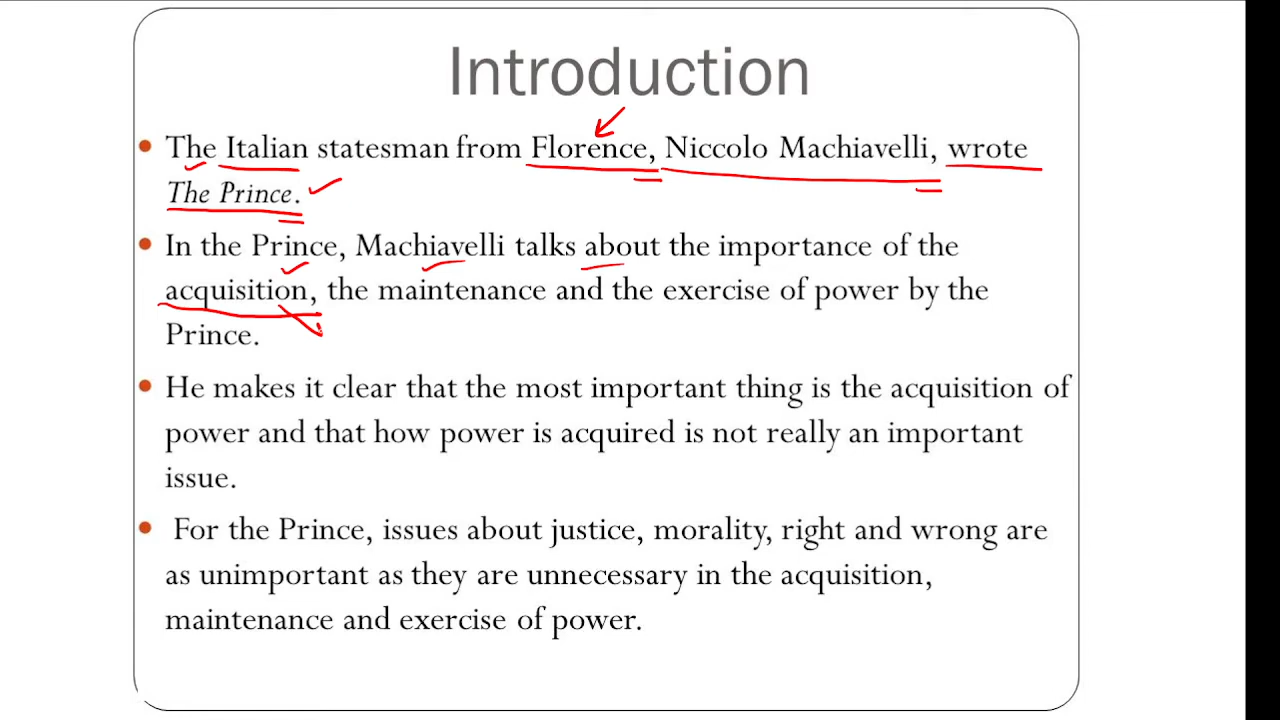 Introduction
• The Italian statesman from Florence, Niccolo Machiavelli, wrote
The Prince.
• In the Prince, Machiavelli talks about the importance of the
acquisition, the maintenance and the exercise of power by the
Prince.
• He makes it clear that the most important thing is the acquisition of
power and that how power is acquired is not really an important
issue.
• For the Prince, issues about justice, morality, right and wrong are
as unimportant as they are unnecessary in the acquisition,
maintenance and exercise of power.